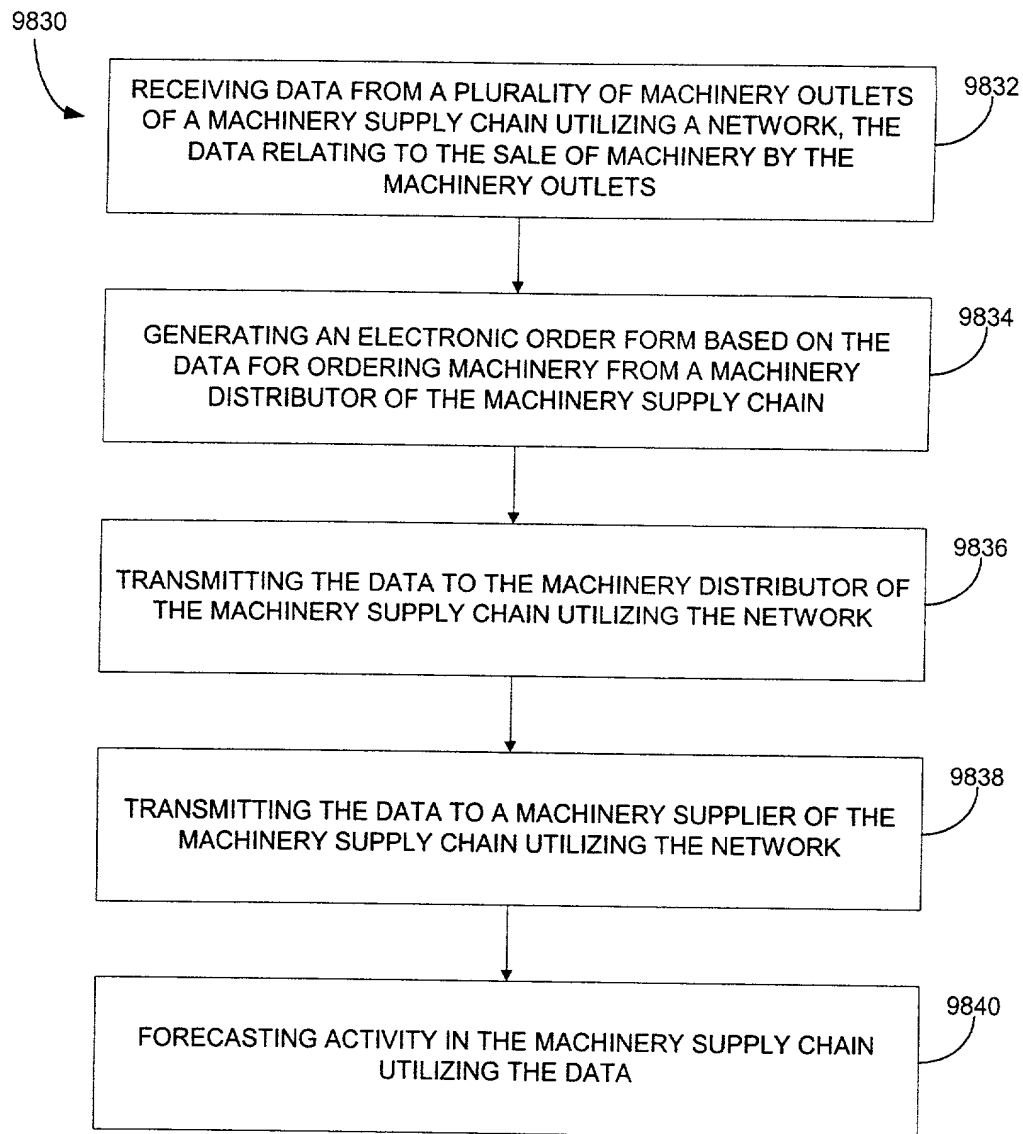 9830
RECEIVING DATA FROM A PLURALITY OF MACHINERY OUTLETS
OF A MACHINERY SUPPLY CHAIN UTILIZING A NETWORK, THE
DATA RELATING TO THE SALE OF MACHINERY BY THE
MACHINERY OUTLETS
9832
GENERATING AN ELECTRONIC ORDER FORM BASED ON THE
DATA FOR ORDERING MACHINERY FROM A MACHINERY
DISTRIBUTOR OF THE MACHINERY SUPPLY CHAIN
9834
TRANSMITTING THE DATA TO THE MACHINERY DISTRIBUTOR OF
THE MACHINERY SUPPLY CHAIN UTILIZING THE NETWORK
9836
TRANSMITTING THE DATA TO A MACHINERY SUPPLIER OF THE
MACHINERY SUPPLY CHAIN UTILIZING THE NETWORK
9838
FORECASTING ACTIVITY IN THE MACHINERY SUPPLY CHAIN
UTILIZING THE DATA
9840